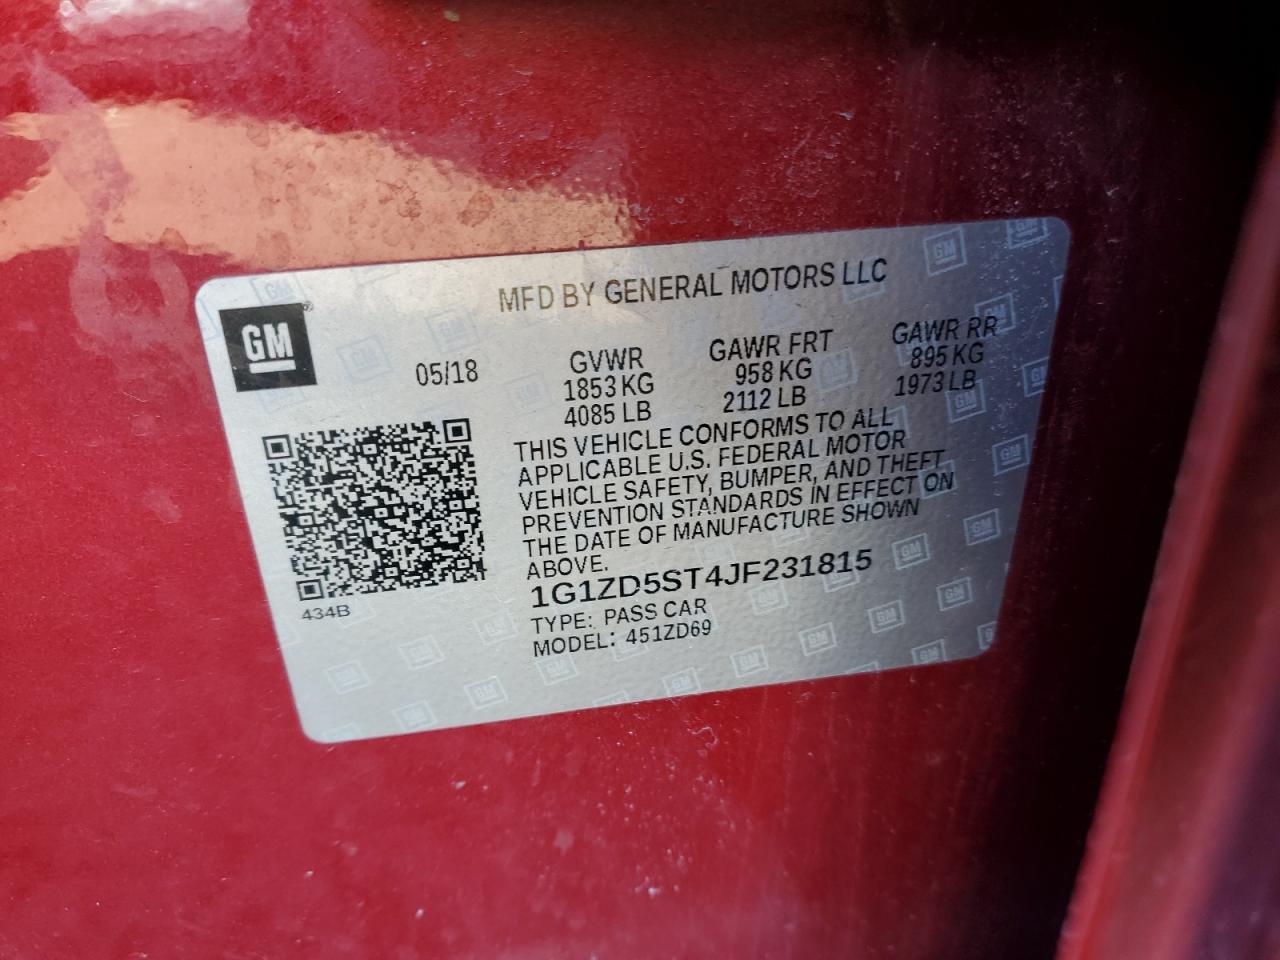 MFD BY GENERAL MOTORS LLC
GM
05/18
GVWR GAWR FRT GAWR RR
1853 KG 958 KG 895 KG
4085 LB 2112 LB 1973 LB
THIS VEHICLE CONFORMS TO ALL
APPLICABLE U.S. FEDERAL MOTOR
VEHICLE SAFETY, BUMPER, AND THEFT
PREVENTION STANDARDS IN EFFECT ON
THE DATE OF MANUFACTURE SHOWN
ABOVE.
1G1ZD5ST4JF231815
434B
TYPE: PASS CAR
MODEL: 451ZD69